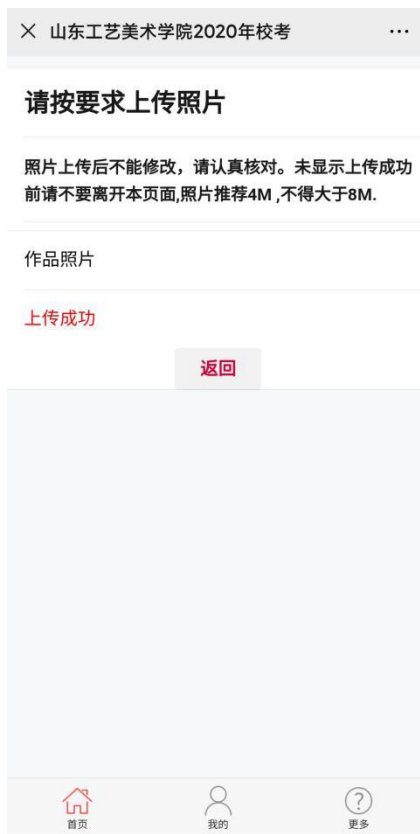 山东工艺美术学院2020年校考
请按要求上传照片
照片上传后不能修改，请认真核对。未显示上传成功
前请不要离开本页面,照片推荐4M ,不得大于8M.
作品照片
上传成功
返回
首页
我的
更多